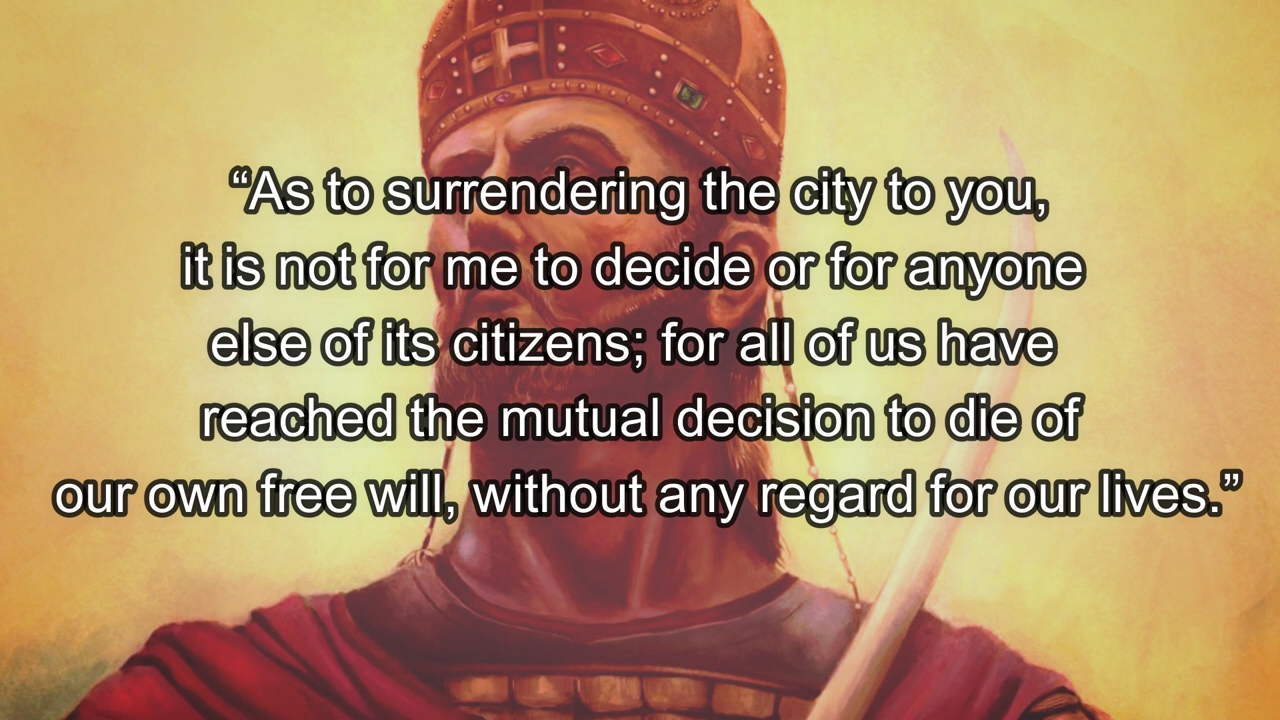 “As to surrendering the city to you,
it is not for me to decide or for anyone
else of its citizens; for all of us have
reached the mutual decision to die of
our own free will, without any regard for our lives.”